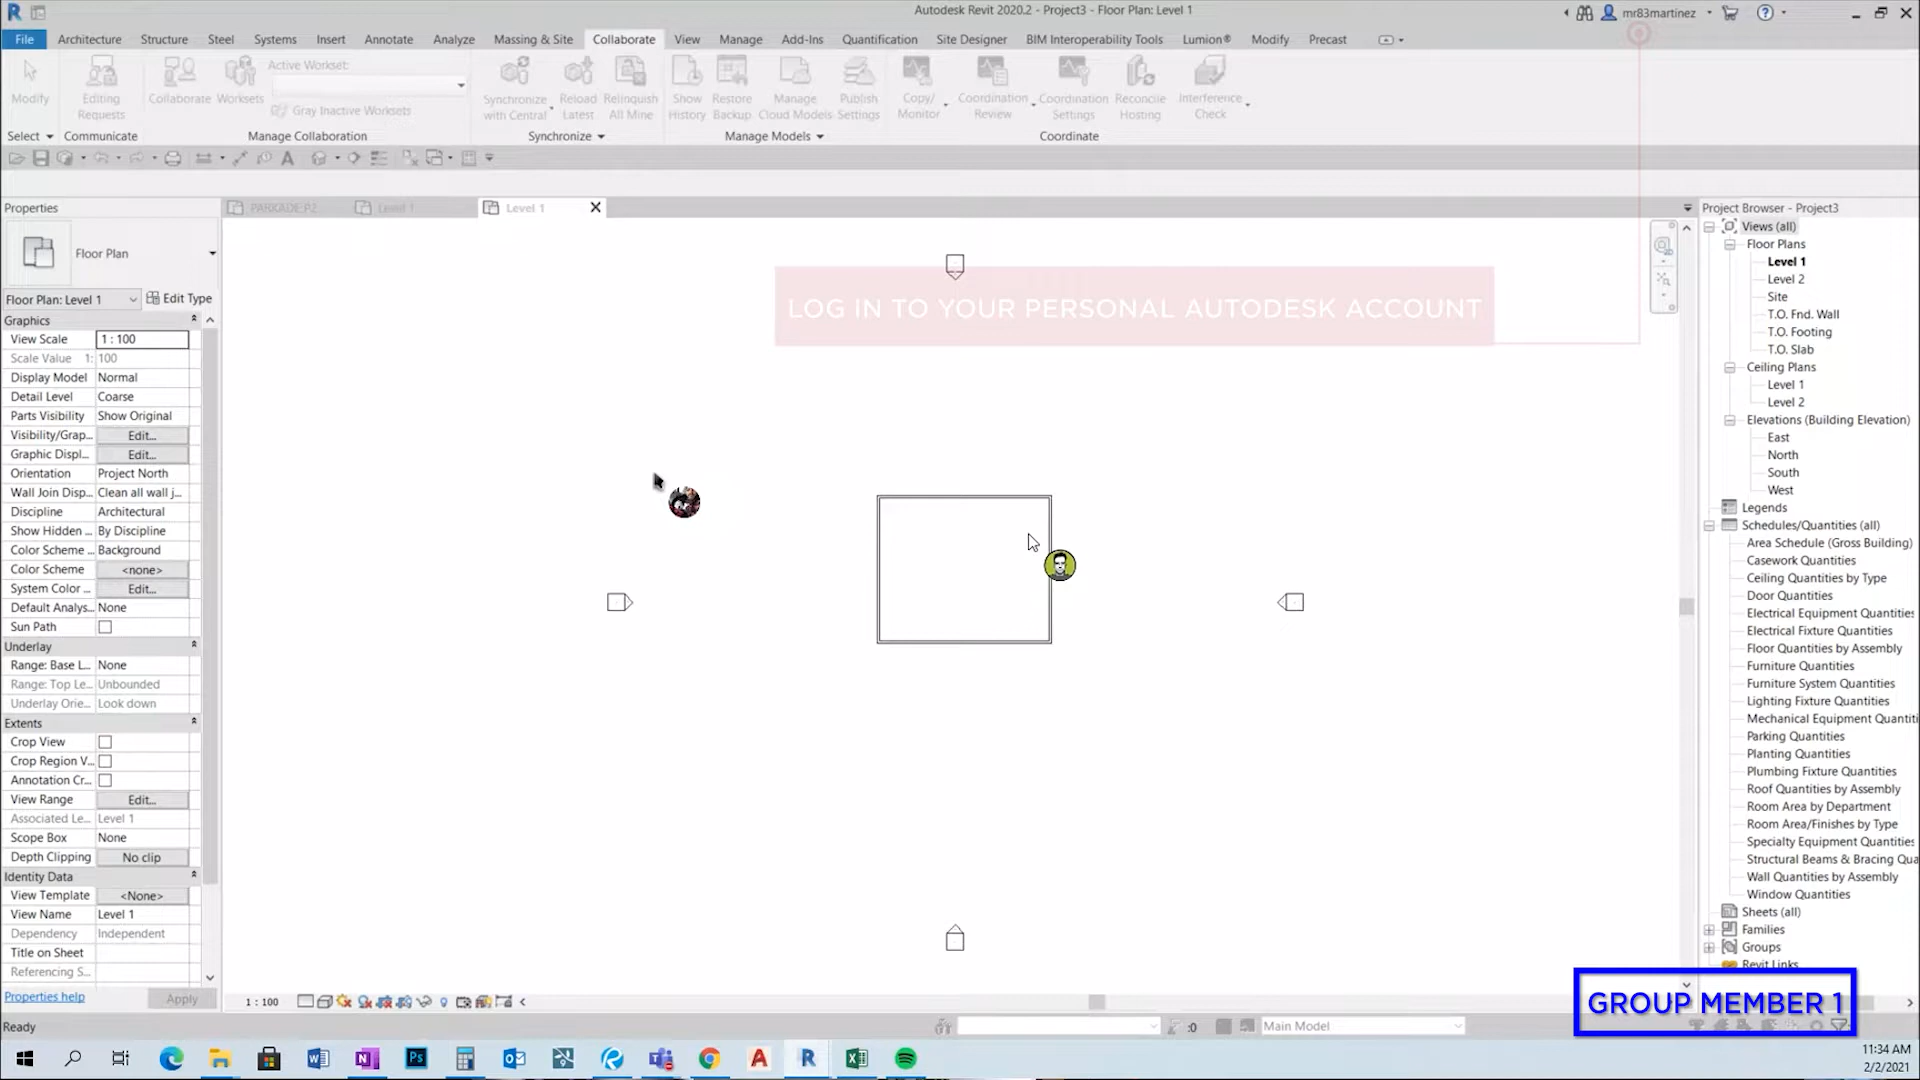 Autodesk Revit 2020.2 - Project3 - Floor Plan: Level 1
mr83martinez
File Architecture Structure Steel Systems Insert Annotate Analyze Massing & Site Collaborate View Manage Add-Ins Quantification Site Designer BIM Interoperability Tools Lumion® Modify Precast
Modify
Editing Requests
Collaborate Worksets
Active Workset:
Gray Inactive Worksets
Synchronize with Central
Reload Latest
Relinquish All Mine
Show History
Restore Backup
Manage Cloud Models
Publish Settings
Copy/ Monitor
Coordination Review
Coordination Settings
Reconcile Hosting
Interference Check
Select Communicate Manage Collaboration Synchronize Manage Models Coordinate
Properties
PARKADE P2 Level 1 Level 1
Project Browser - Project3
Floor Plan
Floor Plan: Level 1 Edit Type
Graphics
View Scale 1 : 100
Scale Value 1: 100
Display Model Normal
Detail Level Coarse
Parts Visibility Show Original
Visibility/Grap... Edit...
Graphic Displ... Edit...
Orientation Project North
Wall Join Disp... Clean all wall j...
Discipline Architectural
Show Hidden ... By Discipline
Color Scheme ... Background
Color Scheme <none>
System Color ... Edit...
Default Analys... None
Sun Path
Underlay
Range: Base L... None
Range: Top Le... Unbounded
Underlay Orie... Look down
Extents
Crop View
Crop Region V...
Annotation Cr...
View Range Edit...
Associated Le... Level 1
Scope Box None
Depth Clipping No clip
Identity Data
View Template <None>
View Name Level 1
Dependency Independent
Title on Sheet
Referencing S...
Properties help Apply
LOG IN TO YOUR PERSONAL AUTODESK ACCOUNT
Views (all)
Floor Plans
Level 1
Level 2
Site
T.O. Fnd. Wall
T.O. Footing
T.O. Slab
Ceiling Plans
Level 1
Level 2
Elevations (Building Elevation)
East
North
South
West
Legends
Schedules/Quantities (all)
Area Schedule (Gross Building)
Casework Quantities
Ceiling Quantities by Type
Door Quantities
Electrical Equipment Quantities
Electrical Fixture Quantities
Floor Quantities by Assembly
Furniture Quantities
Furniture System Quantities
Lighting Fixture Quantities
Mechanical Equipment Quantiti
Parking Quantities
Planting Quantities
Plumbing Fixture Quantities
Roof Quantities by Assembly
Room Area by Department
Room Area/Finishes by Type
Specialty Equipment Quantities
Structural Beams & Bracing Qua
Wall Quantities by Assembly
Window Quantities
Sheets (all)
Families
Groups
Revit Links
1 : 100
GROUP MEMBER 1
Ready
:0 Main Model
11:34 AM
2/2/2021